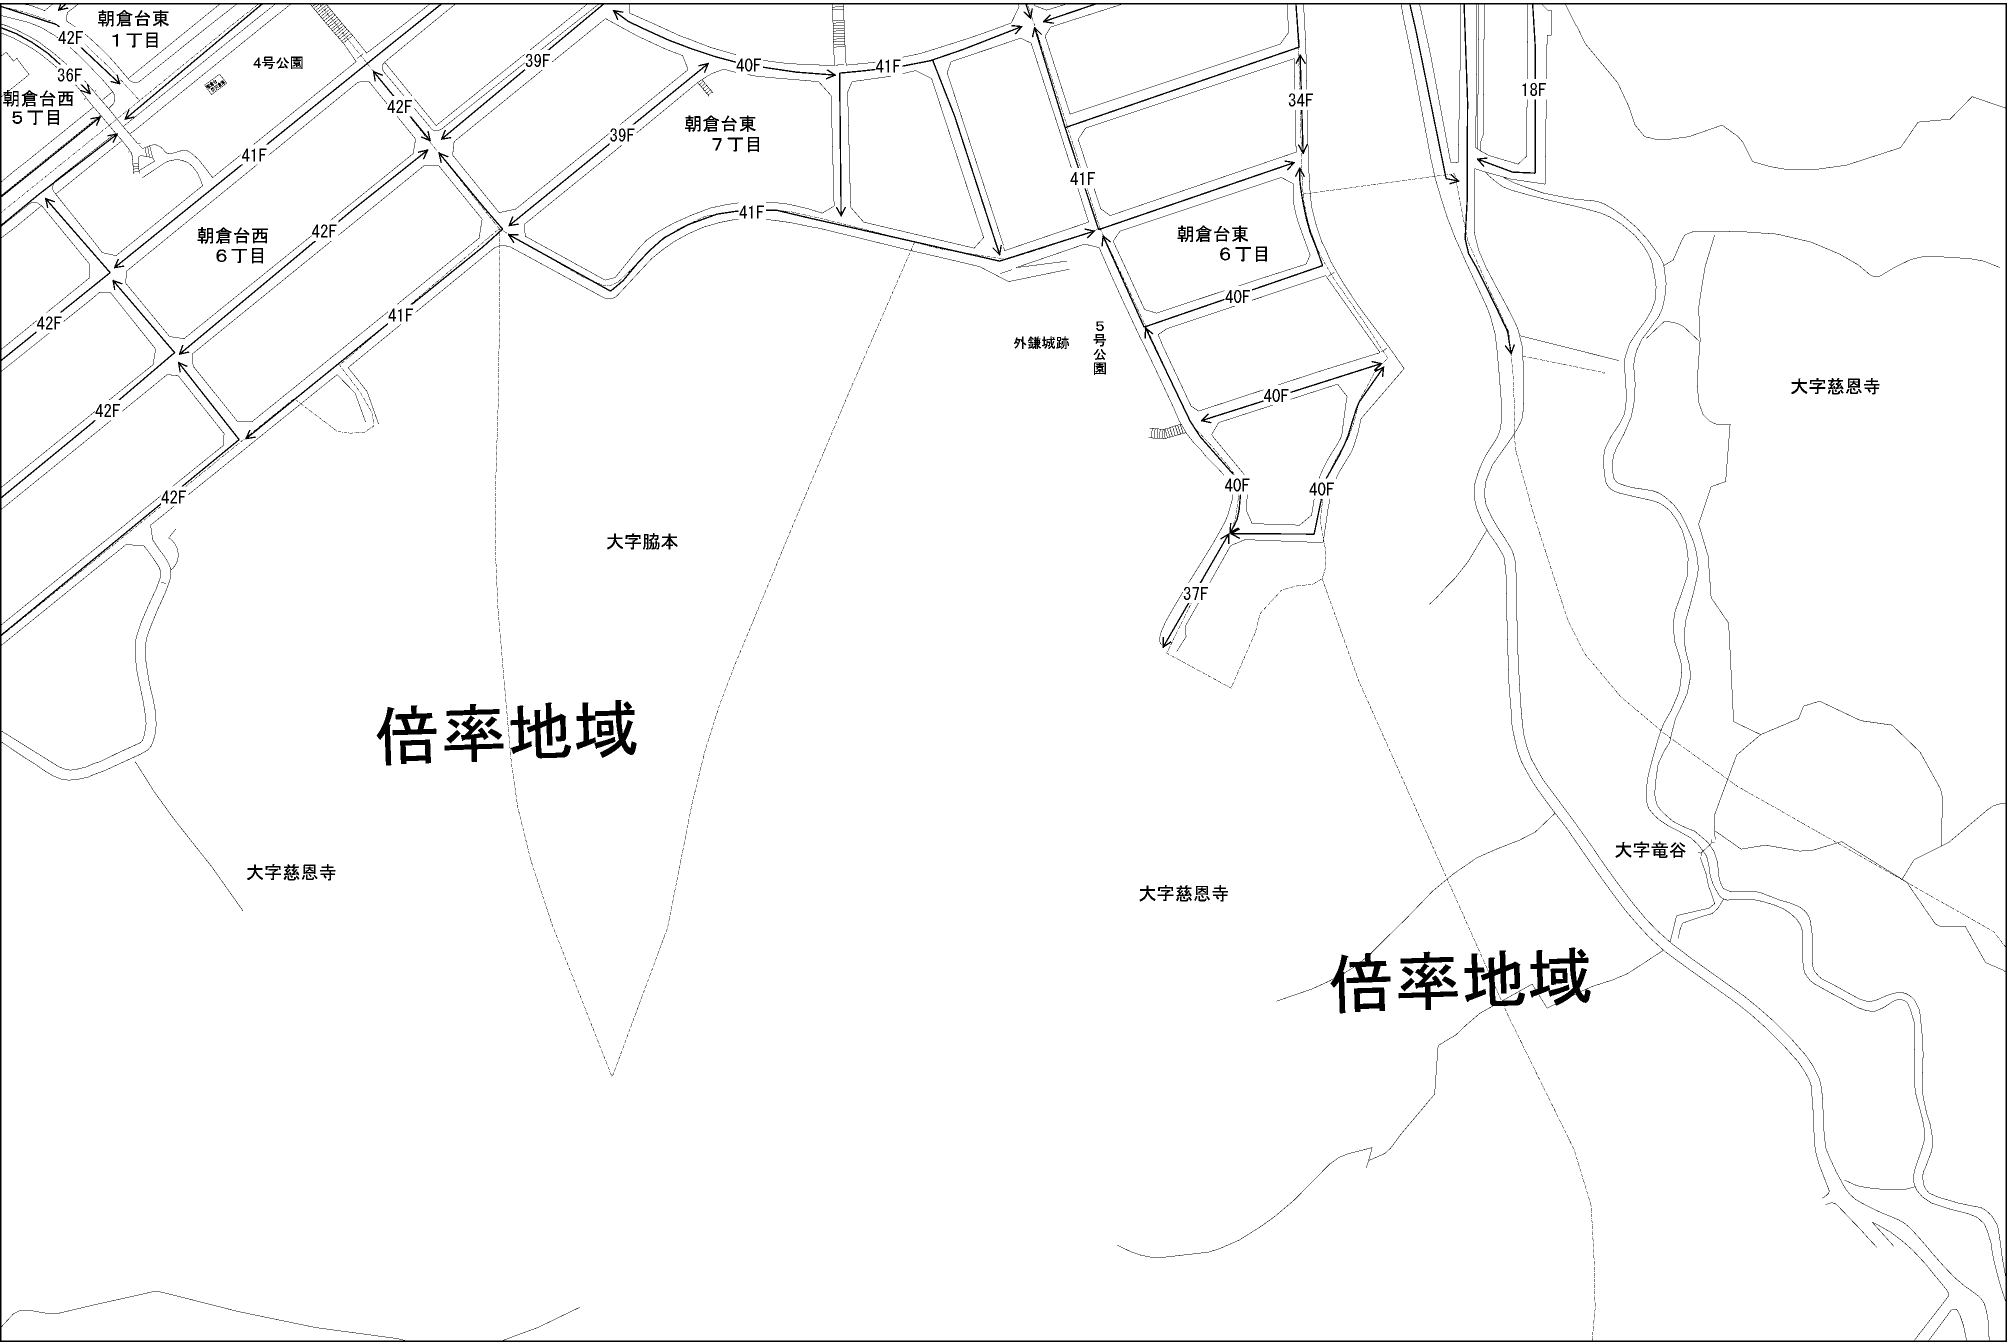 朝倉台東
１丁目
42F
36F
4号公園
朝倉台西
５丁目
39F
40F
41F
18F
42F
34F
39F
朝倉台東
７丁目
41F
41F
41F
朝倉台西
６丁目
42F
朝倉台東
６丁目
40F
41F
42F
外鎌城跡
５号公園
大字慈恩寺
40F
42F
42F
40F
40F
大字脇本
37F
倍率地域
大字竜谷
大字慈恩寺
大字慈恩寺
倍率地域